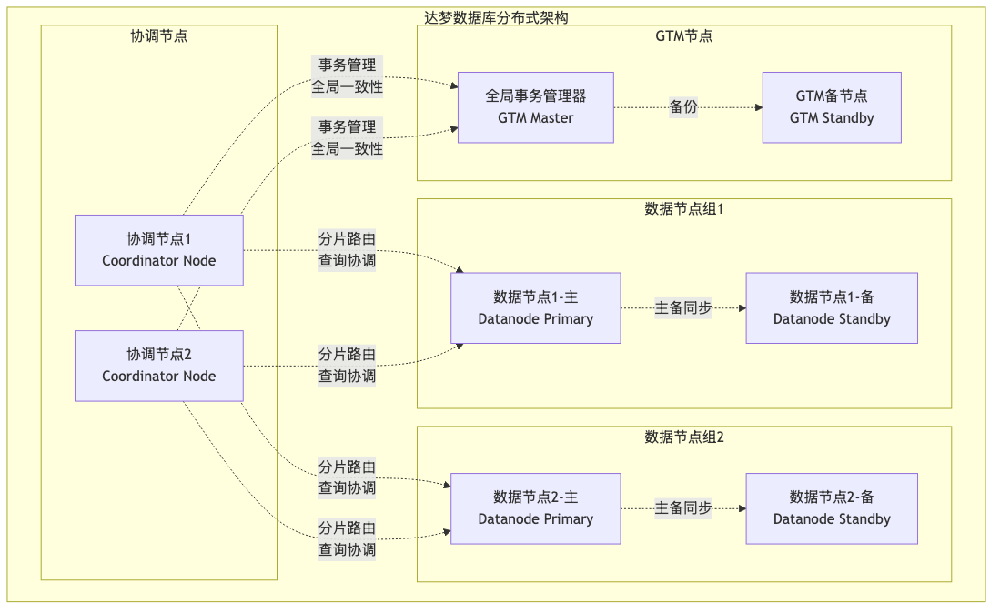 达梦数据库分布式架构
协调节点
协调节点1
Coordinator Node
协调节点2
Coordinator Node
事务管理
全局一致性
事务管理
全局一致性
分片路由
查询协调
分片路由
查询协调
分片路由
查询协调
分片路由
查询协调
GTM节点
全局事务管理器
GTM Master
备份
GTM备节点
GTM Standby
数据节点组1
数据节点1-主
Datanode Primary
主备同步
数据节点1-备
Datanode Standby
数据节点组2
数据节点2-主
Datanode Primary
主备同步
数据节点2-备
Datanode Standby